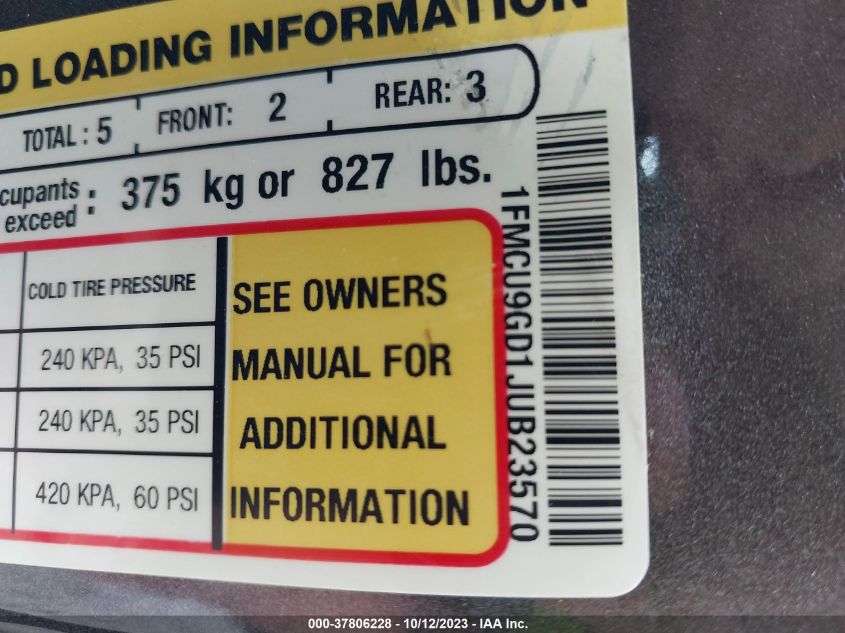 D LOADING INFORMATION
TOTAL : 5 FRONT: 2 REAR: 3
cupants
exceed : 375 kg or 827 lbs.
COLD TIRE PRESSURE
240 KPA, 35 PSI
240 KPA, 35 PSI
420 KPA, 60 PSI
SEE OWNERS
MANUAL FOR
ADDITIONAL
INFORMATION
1FMCU9GD1JUB23570
000-37806228 - 10/12/2023 - IAA Inc.